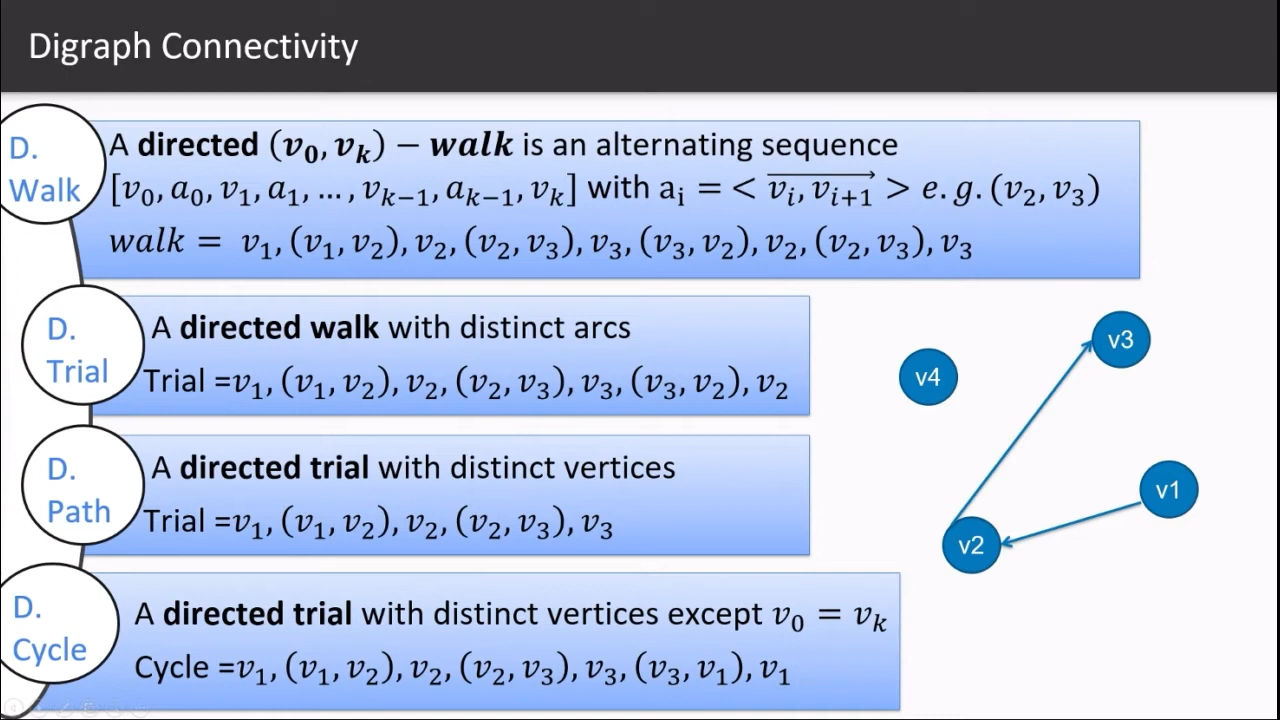 Digraph Connectivity
D.
Walk
A directed (𝒗₀, 𝒗ₖ) − walk is an alternating sequence
[v₀, a₀, v₁, a₁, …, vₖ₋₁, aₖ₋₁, vₖ] with aᵢ = < \overrightarrow{vᵢ, vᵢ₊₁} > e.g. (v₂, v₃)
walk = v₁, (v₁, v₂), v₂, (v₂, v₃), v₃, (v₃, v₂), v₂, (v₂, v₃), v₃
D.
Trial
A directed walk with distinct arcs
Trial =v₁, (v₁, v₂), v₂, (v₂, v₃), v₃, (v₃, v₂), v₂
D.
Path
A directed trial with distinct vertices
Trial =v₁, (v₁, v₂), v₂, (v₂, v₃), v₃
D.
Cycle
A directed trial with distinct vertices except v₀ = vₖ
Cycle =v₁, (v₁, v₂), v₂, (v₂, v₃), v₃, (v₃, v₁), v₁
v3
v4
v1
v2